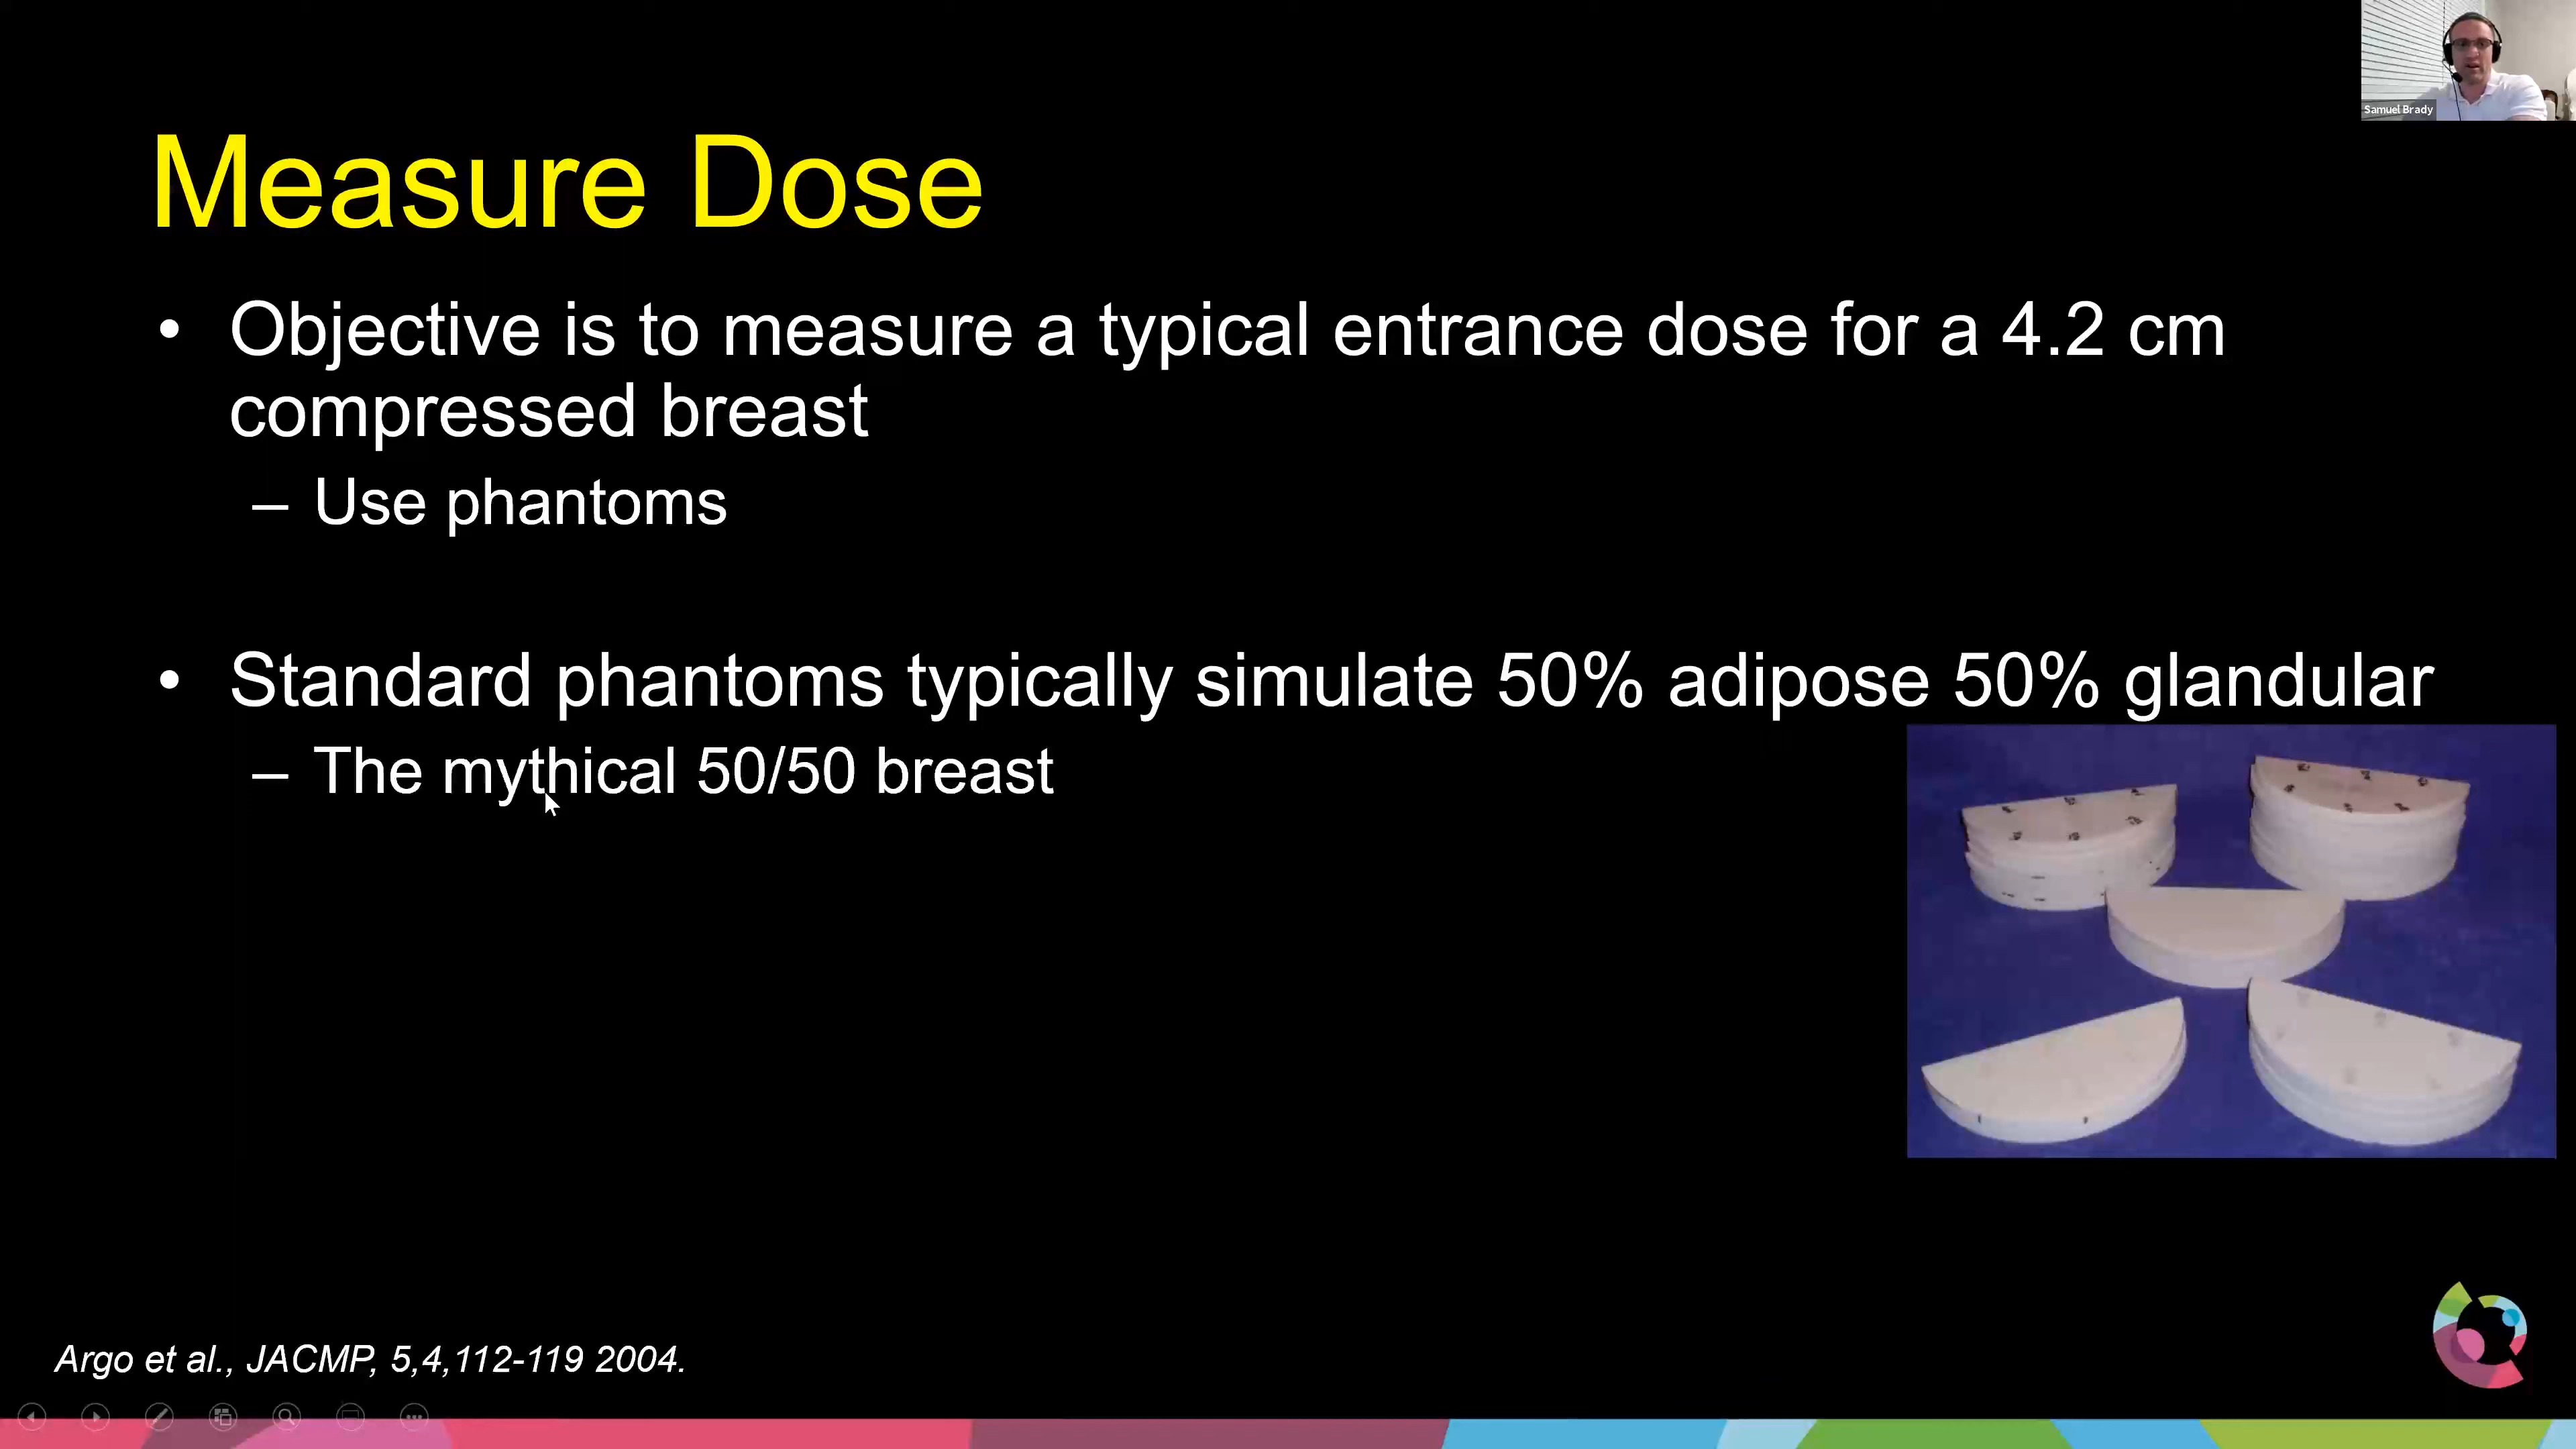 Samuel Brady
Measure Dose
• Objective is to measure a typical entrance dose for a 4.2 cm
compressed breast
– Use phantoms
• Standard phantoms typically simulate 50% adipose 50% glandular
– The mythical 50/50 breast
Argo et al., JACMP, 5,4,112-119 2004.